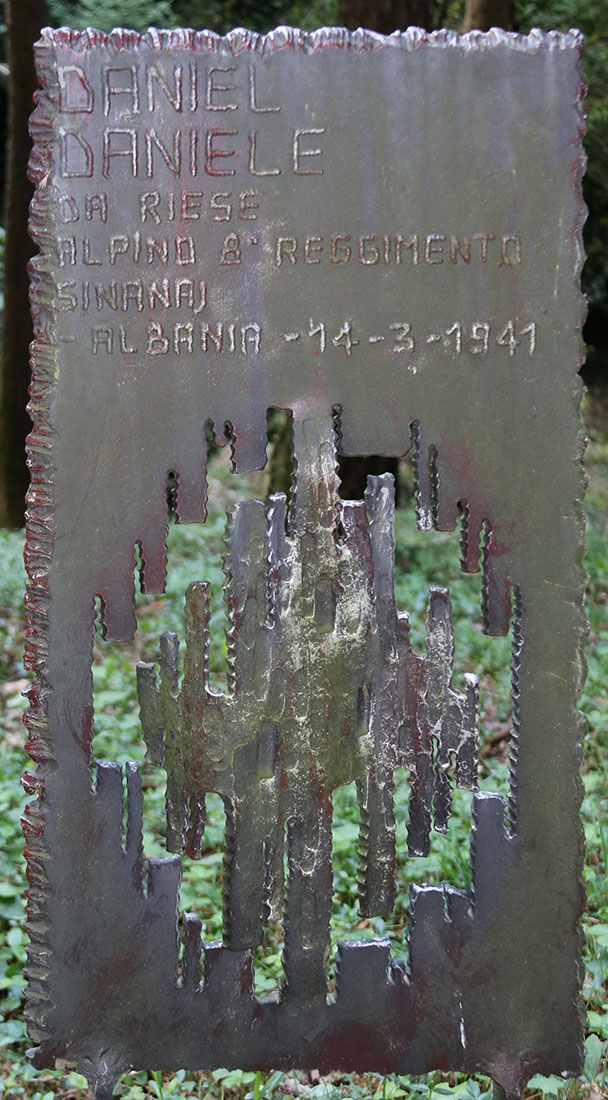 DANIEL
DANIELE
DA RIESE
ALPINO 8° REGGIMENTO
SINANAJ
- ALBANIA - 14 - 3 - 1941